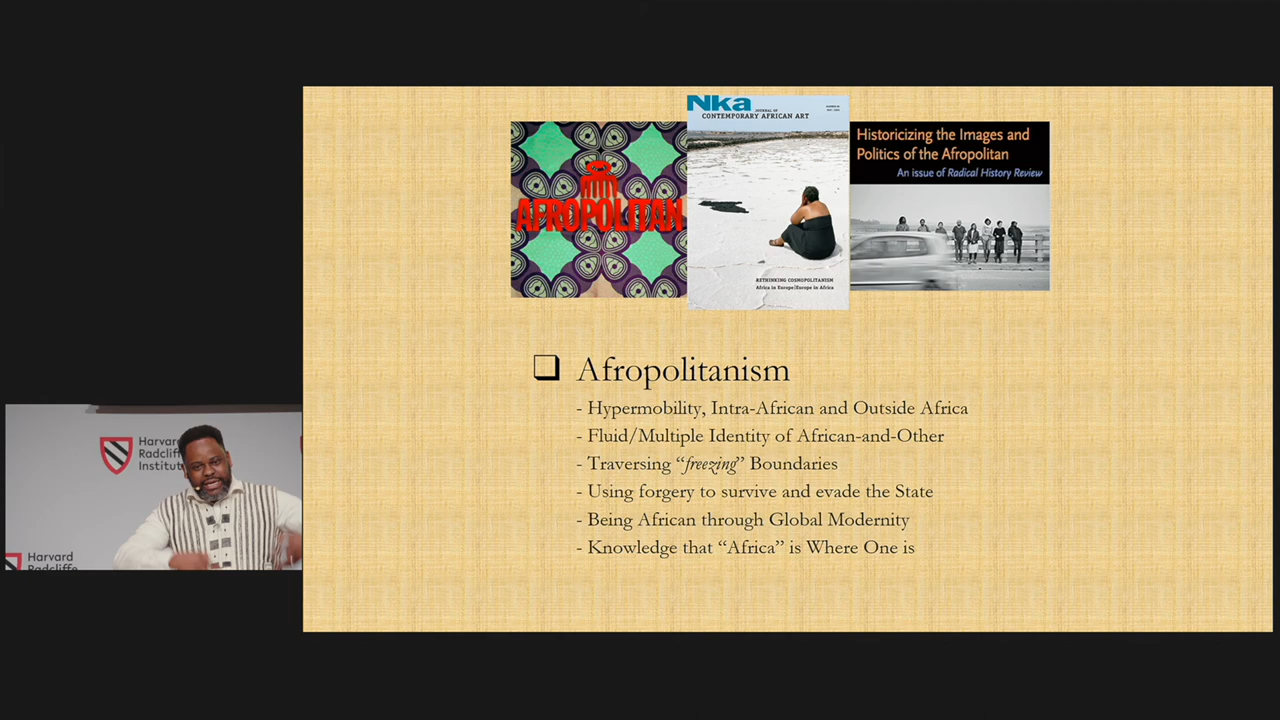 AFROPOLITAN
Nka
JOURNAL OF
CONTEMPORARY AFRICAN ART
RETHINKING COSMOPOLITANISM
Africa in Europe|Europe in Africa
Historicizing the Images and
Politics of the Afropolitan
An issue of Radical History Review
Afropolitanism
- Hypermobility, Intra-African and Outside Africa
- Fluid/Multiple Identity of African-and-Other
- Traversing “freezing” Boundaries
- Using forgery to survive and evade the State
- Being African through Global Modernity
- Knowledge that “Africa” is Where One is
Harvard
Radcliffe
Institute
Harvard
Radcliffe